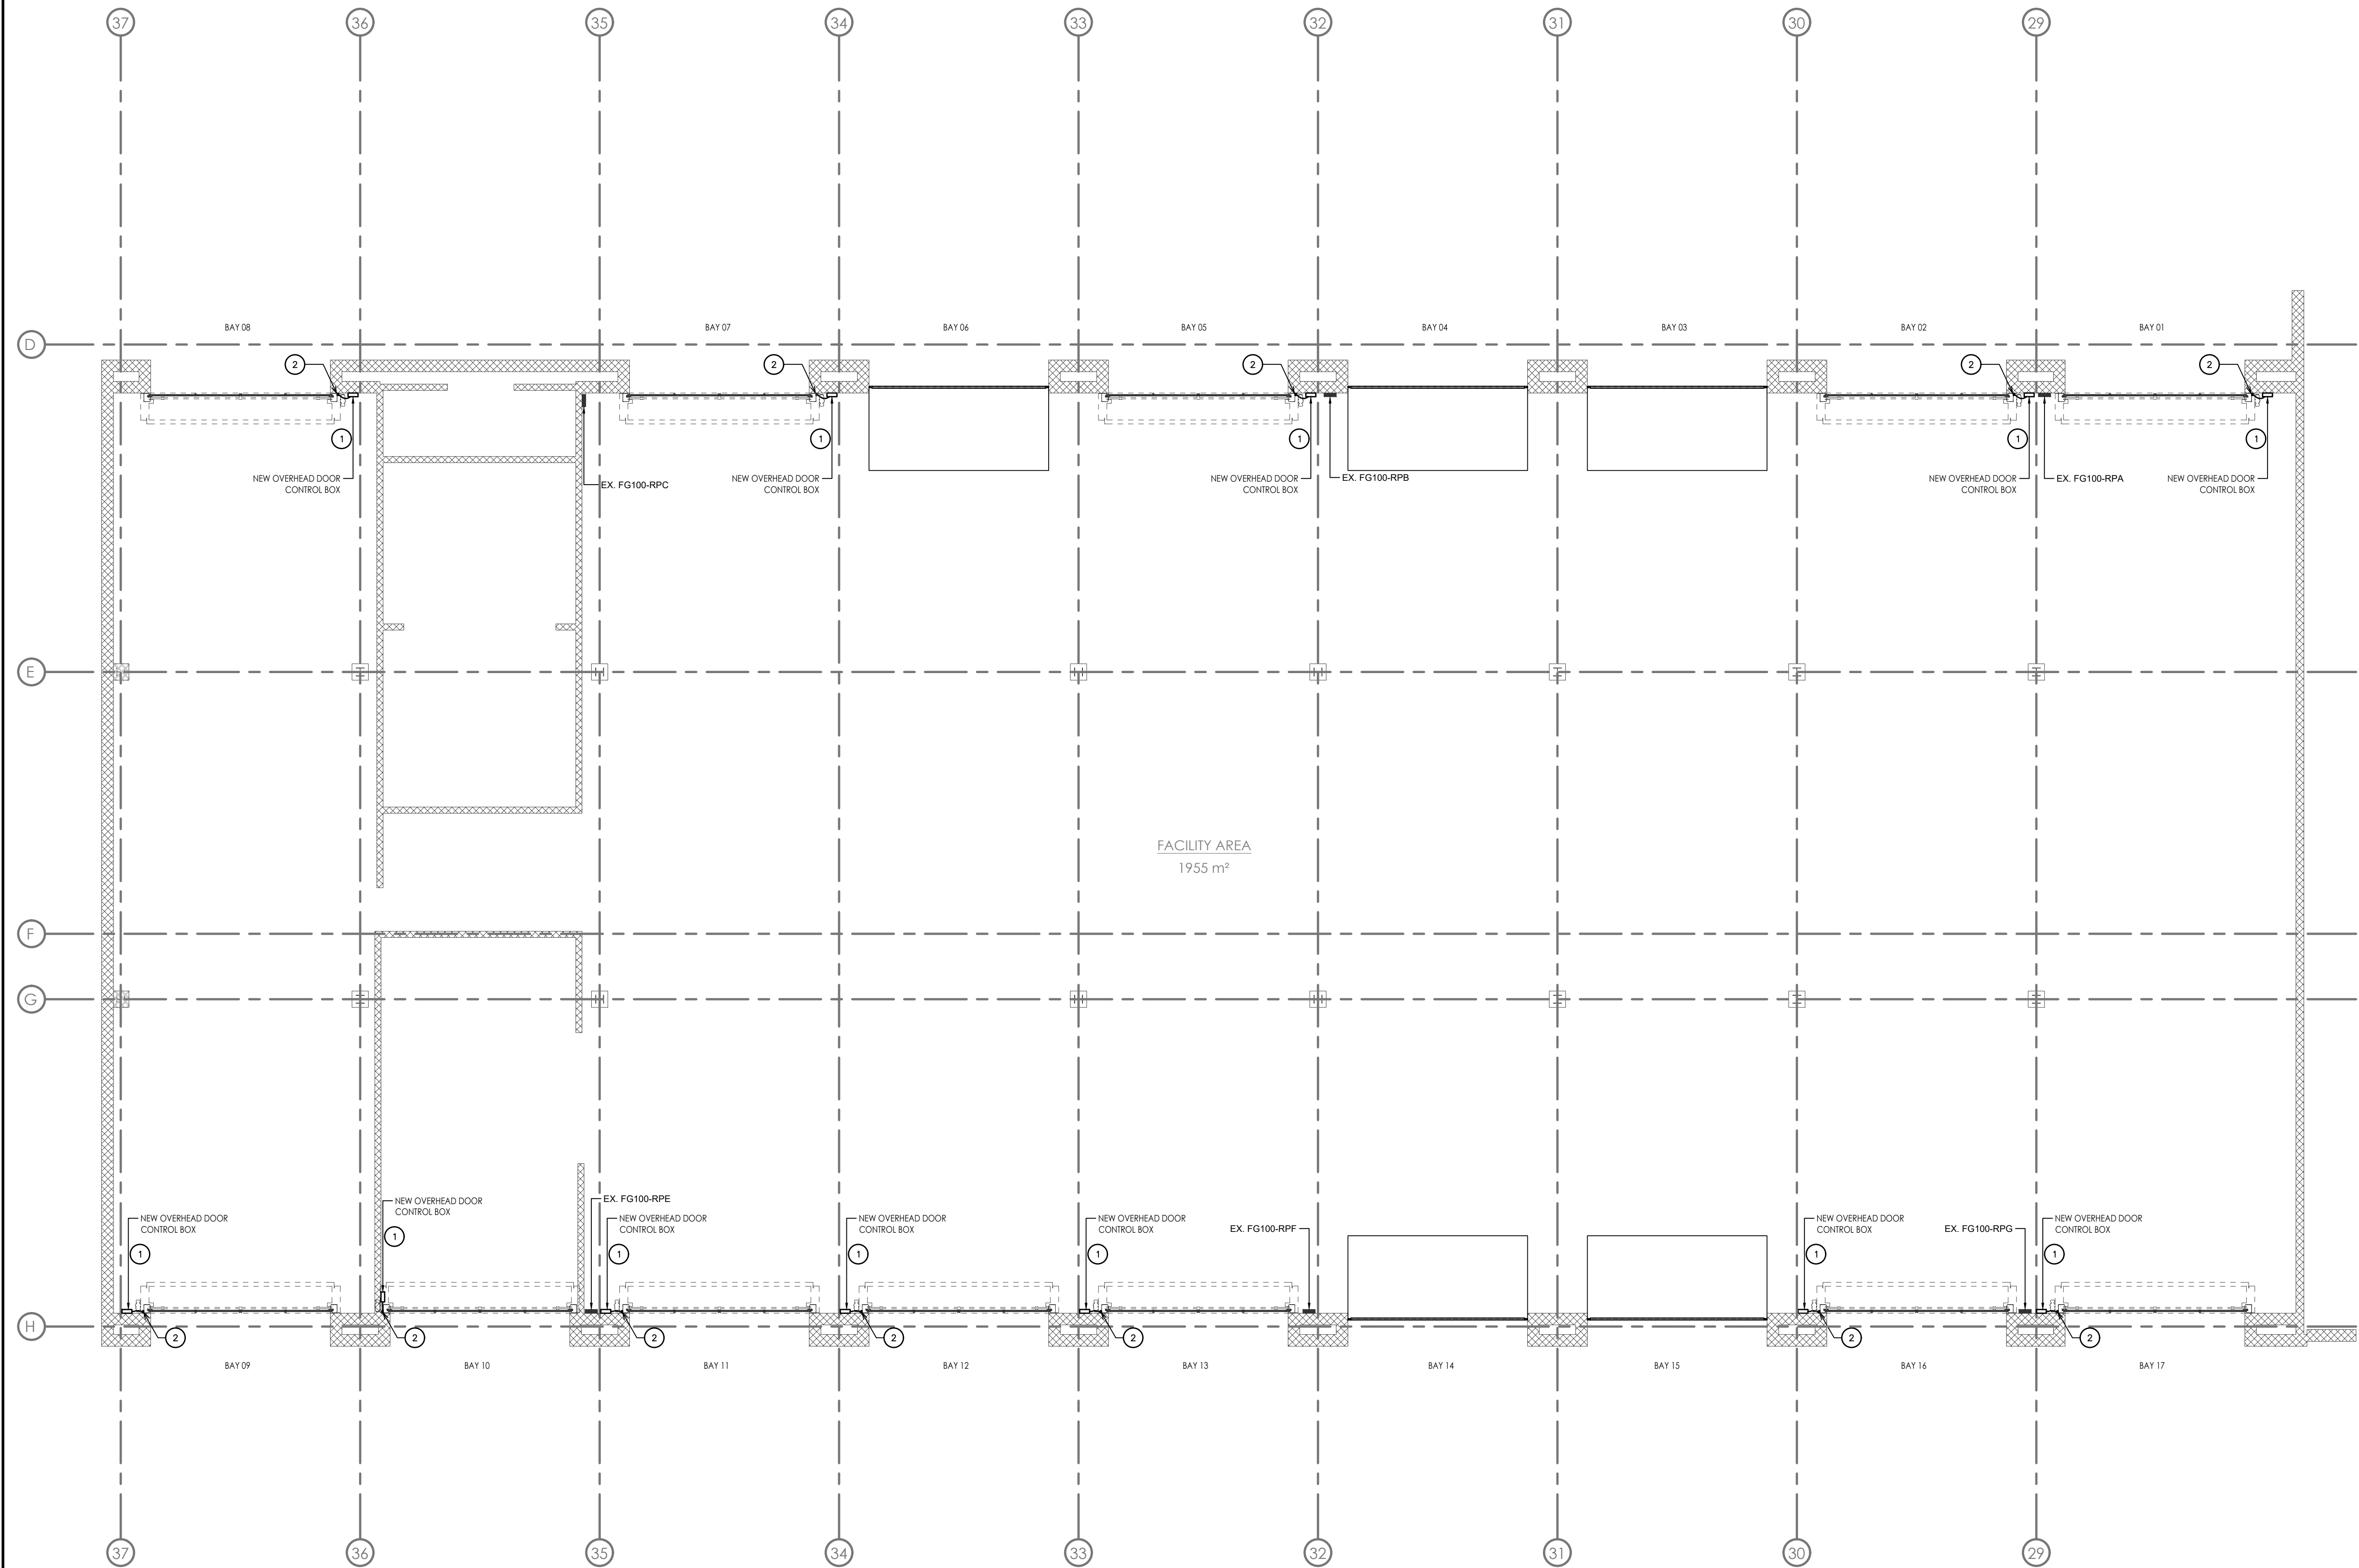 37
36
35
34
33
32
31
30
29
BAY 08
BAY 07
BAY 06
BAY 05
BAY 04
BAY 03
BAY 02
BAY 01
D
2
2
2
2
2
1
1
1
1
1
NEW OVERHEAD DOOR
CONTROL BOX
EX. FG100-RPC
NEW OVERHEAD DOOR
CONTROL BOX
NEW OVERHEAD DOOR
CONTROL BOX
EX. FG100-RPB
NEW OVERHEAD DOOR
CONTROL BOX
EX. FG100-RPA
NEW OVERHEAD DOOR
CONTROL BOX
E
FACILITY AREA
1955 m²
F
G
NEW OVERHEAD DOOR
CONTROL BOX
NEW OVERHEAD DOOR
CONTROL BOX
EX. FG100-RPE
NEW OVERHEAD DOOR
CONTROL BOX
NEW OVERHEAD DOOR
CONTROL BOX
NEW OVERHEAD DOOR
CONTROL BOX
EX. FG100-RPF
NEW OVERHEAD DOOR
CONTROL BOX
EX. FG100-RPG
NEW OVERHEAD DOOR
CONTROL BOX
1
1
1
1
1
1
1
H
2
2
2
2
2
2
2
BAY 09
BAY 10
BAY 11
BAY 12
BAY 13
BAY 14
BAY 15
BAY 16
BAY 17
37
36
35
34
33
32
31
30
29